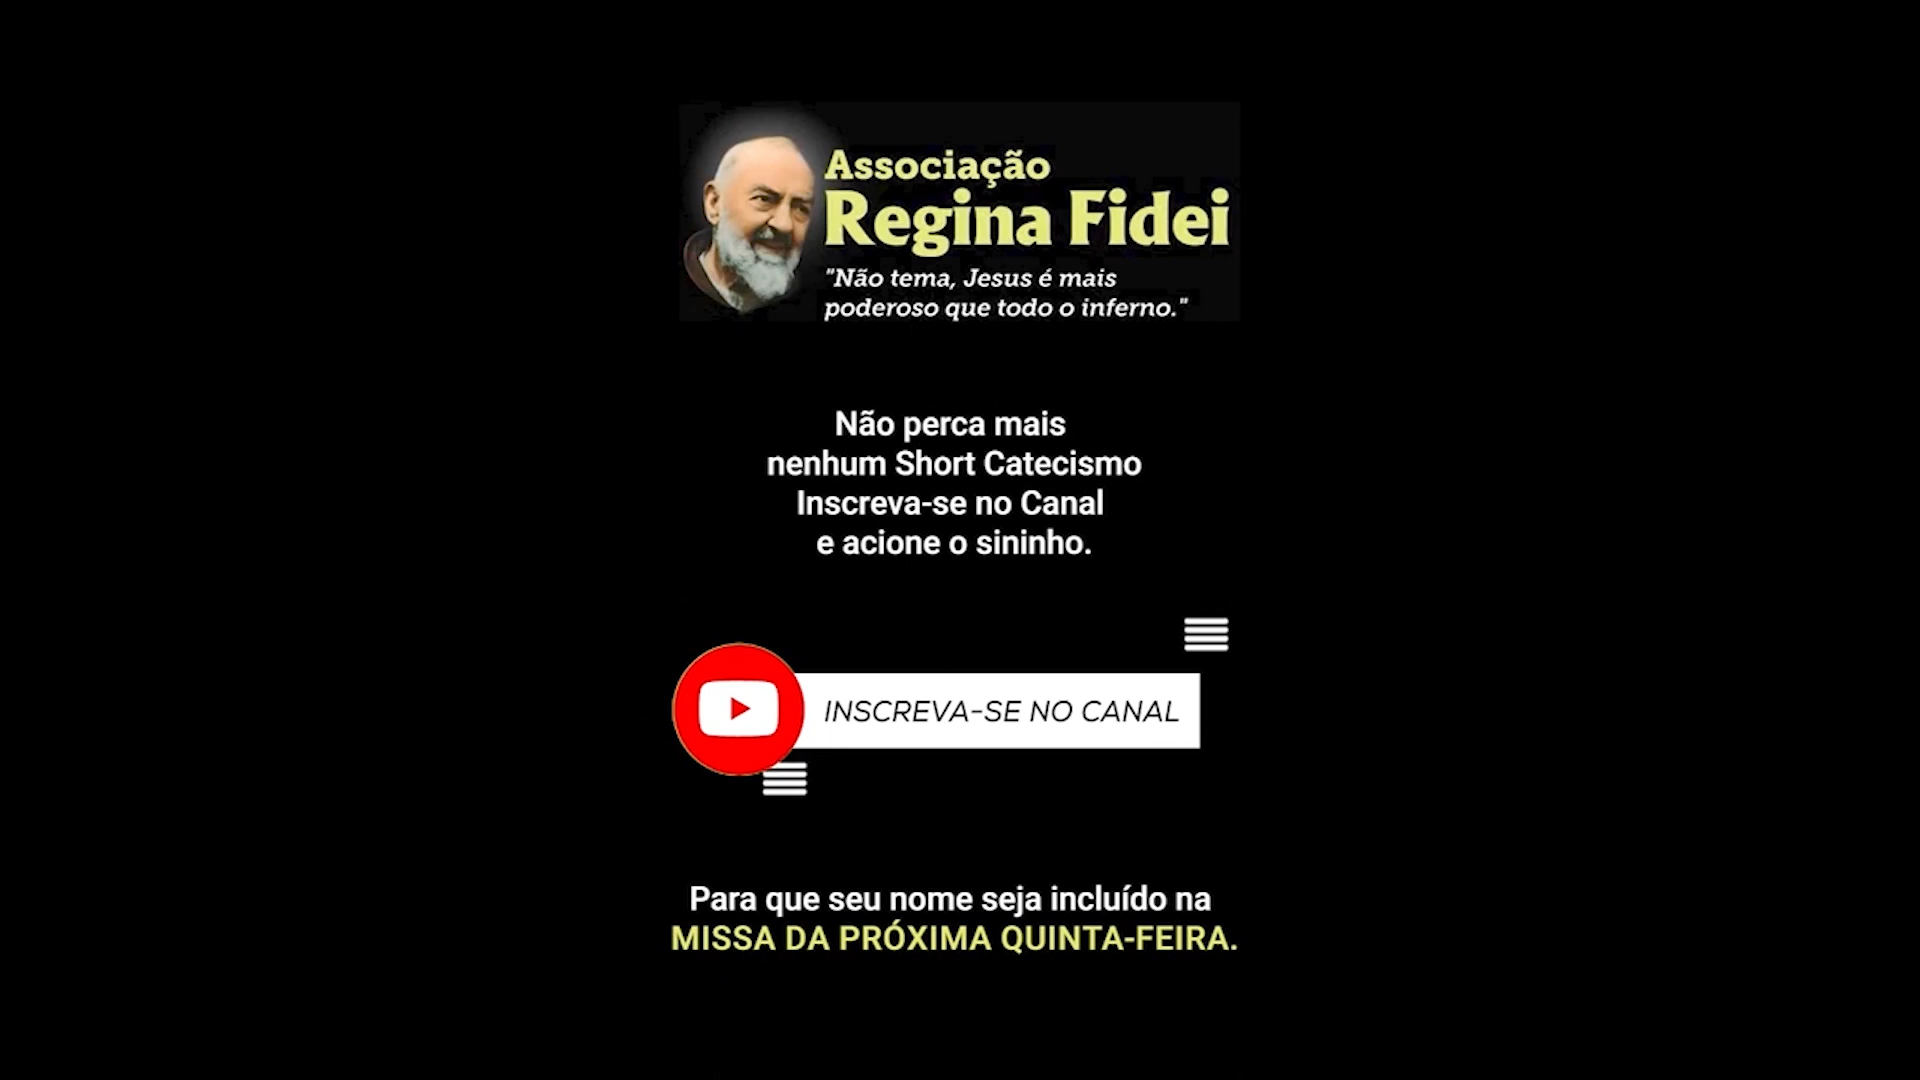 Associação
Regina Fidei
"Não tema, Jesus é mais
poderoso que todo o inferno."
Não perca mais
nenhum Short Catecismo
Inscreva-se no Canal
e acione o sininho.
INSCREVA-SE NO CANAL
Para que seu nome seja incluído na
MISSA DA PRÓXIMA QUINTA-FEIRA.